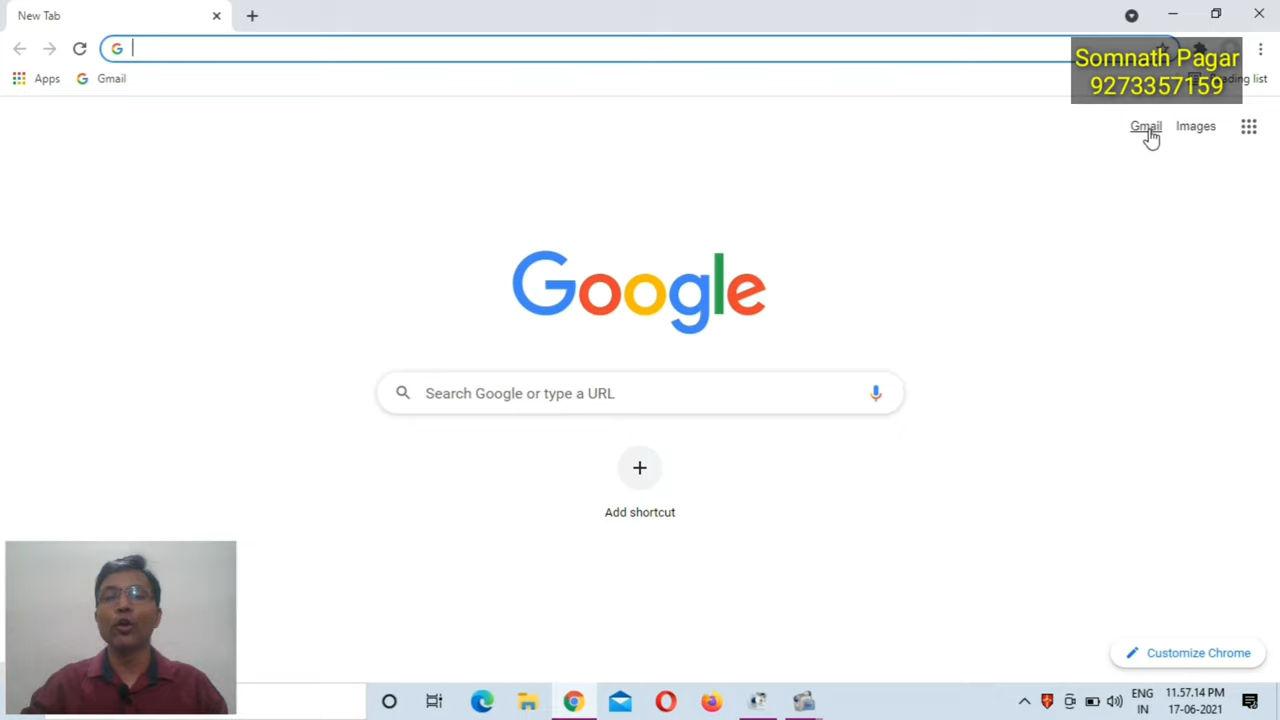 New Tab
Somnath Pagar
9273357159
Apps
Gmail
Gmail
Images
Google
Search Google or type a URL
Add shortcut
Customize Chrome
ENG
IN
11.57.14 PM
17-06-2021